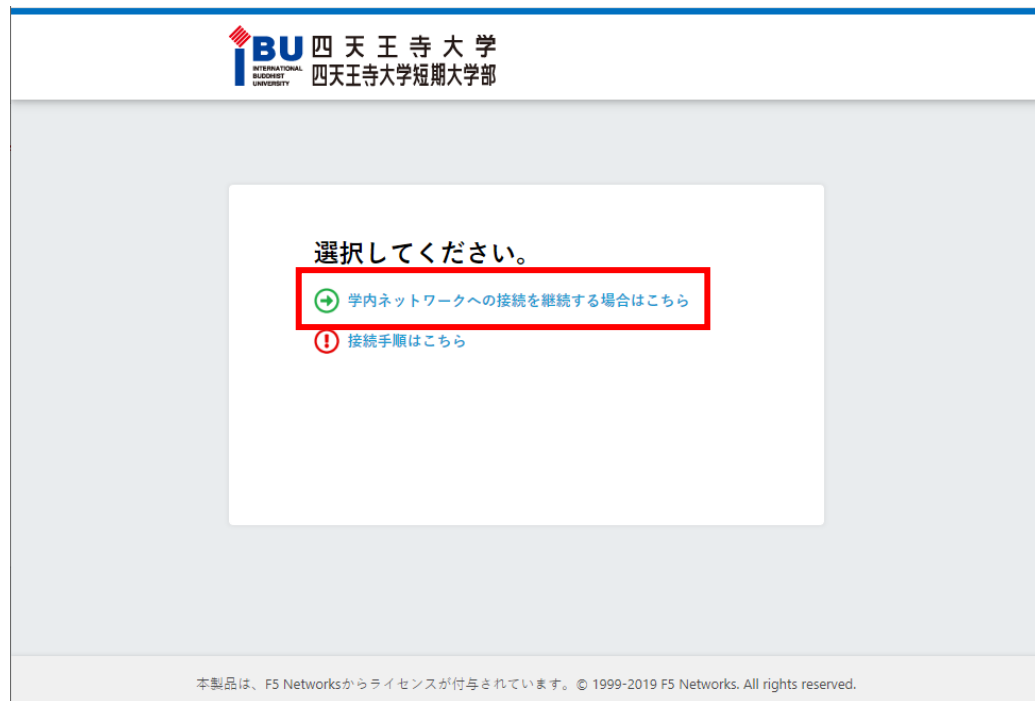 iBU 四天王寺大学
INTERNATIONAL
BUDDHIST
UNIVERSITY
四天王寺大学短期大学部
選択してください。
学内ネットワークへの接続を継続する場合はこちら
接続手順はこちら
本製品は、F5 Networksからライセンスが付与されています。© 1999-2019 F5 Networks. All rights reserved.